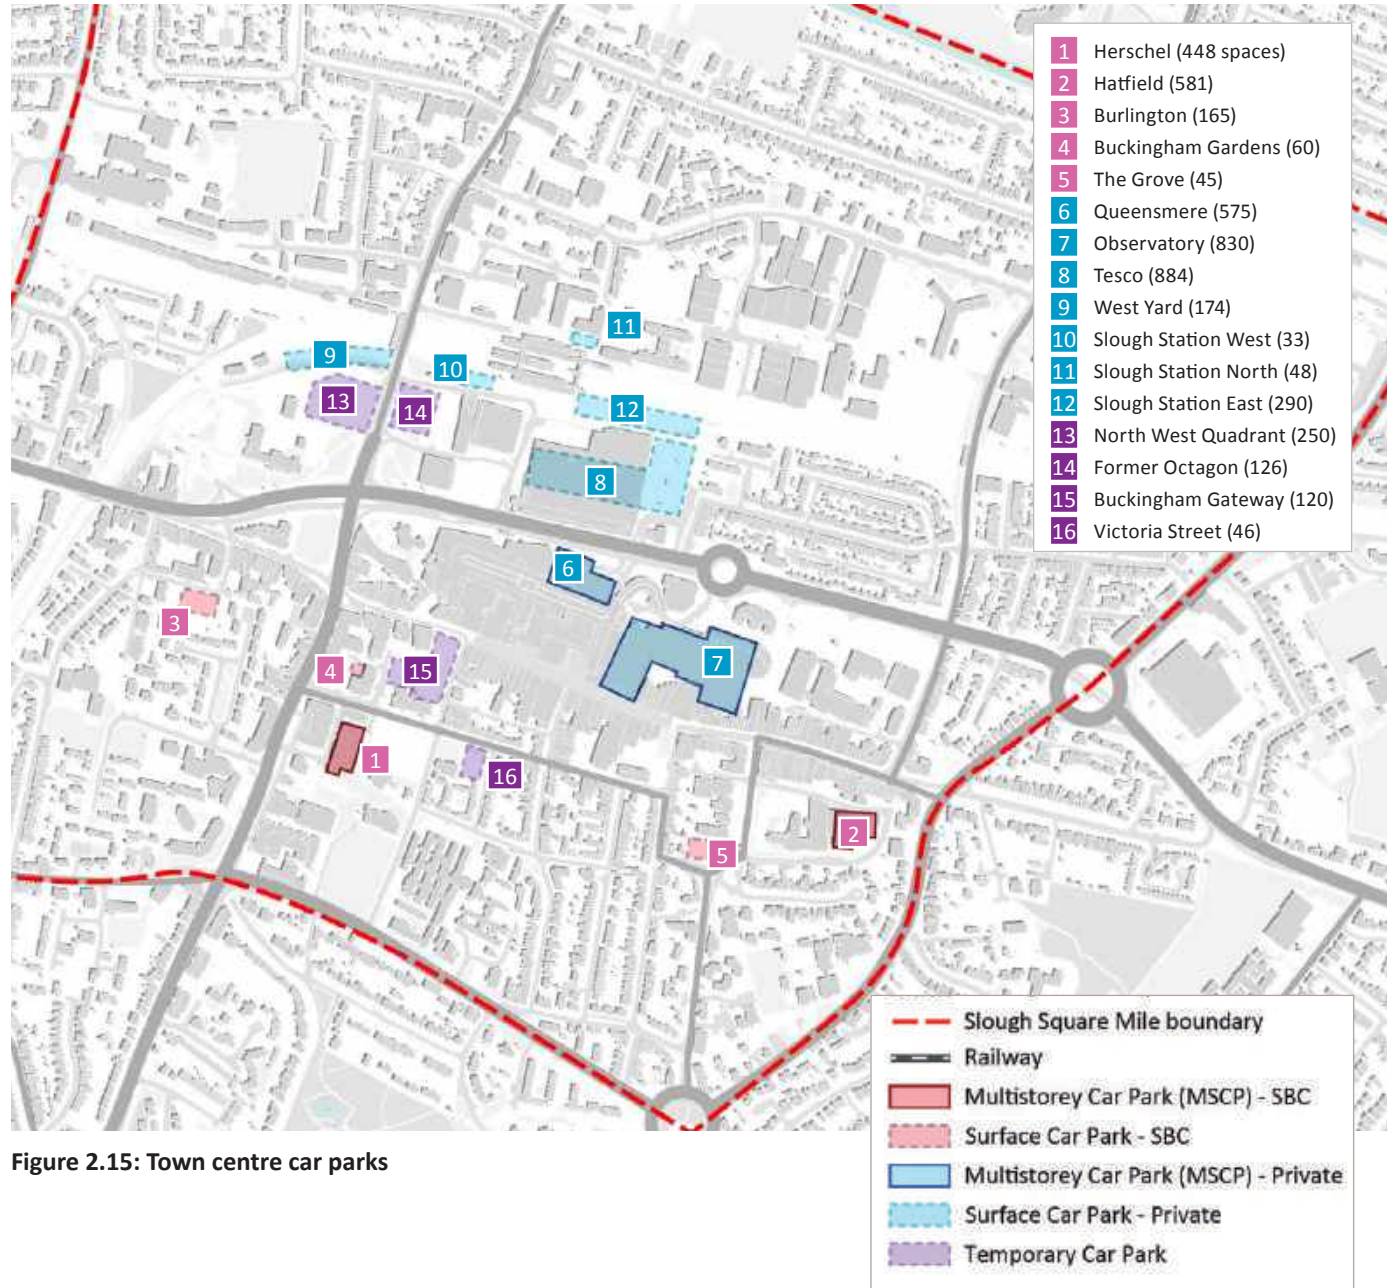 1 Herschel (448 spaces)
2 Hatfield (581)
3 Burlington (165)
4 Buckingham Gardens (60)
5 The Grove (45)
6 Queensmere (575)
7 Observatory (830)
8 Tesco (884)
9 West Yard (174)
10 Slough Station West (33)
11 Slough Station North (48)
12 Slough Station East (290)
13 North West Quadrant (250)
14 Former Octagon (126)
15 Buckingham Gateway (120)
16 Victoria Street (46)
11
9
10
13
14
12
8
6
3
4
15
7
1
16
2
5
Slough Square Mile boundary
Railway
Multistorey Car Park (MSCP) - SBC
Surface Car Park - SBC
Multistorey Car Park (MSCP) - Private
Surface Car Park - Private
Temporary Car Park
Figure 2.15: Town centre car parks